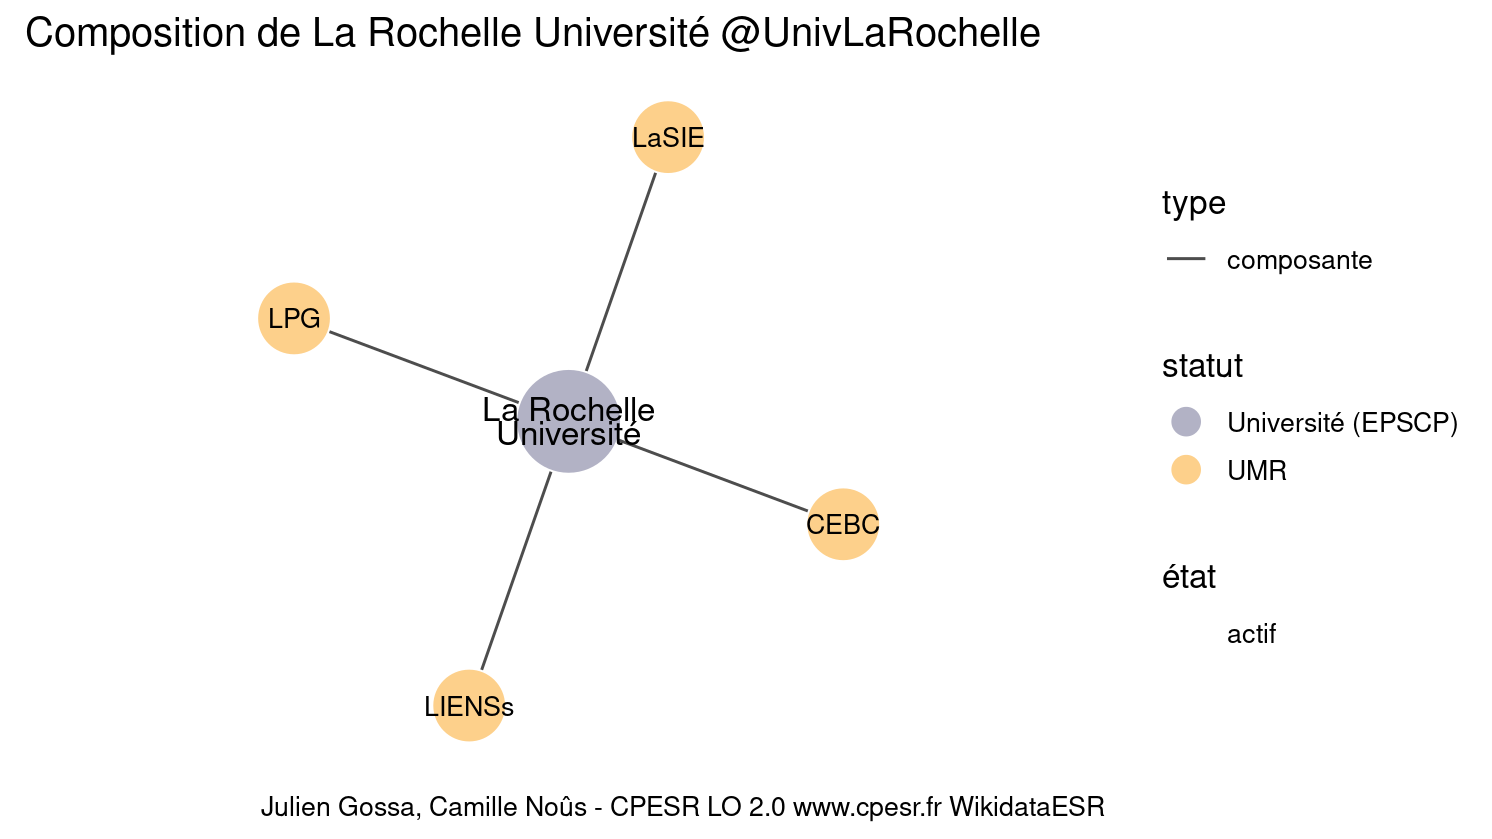 Composition de La Rochelle Université @UnivLaRochelle
LaSIE
LPG
La Rochelle
Université
CEBC
LIENSs
type
composante
statut
Université (EPSCP)
UMR
état
actif
Julien Gossa, Camille Noûs - CPESR LO 2.0 www.cpesr.fr WikidataESR